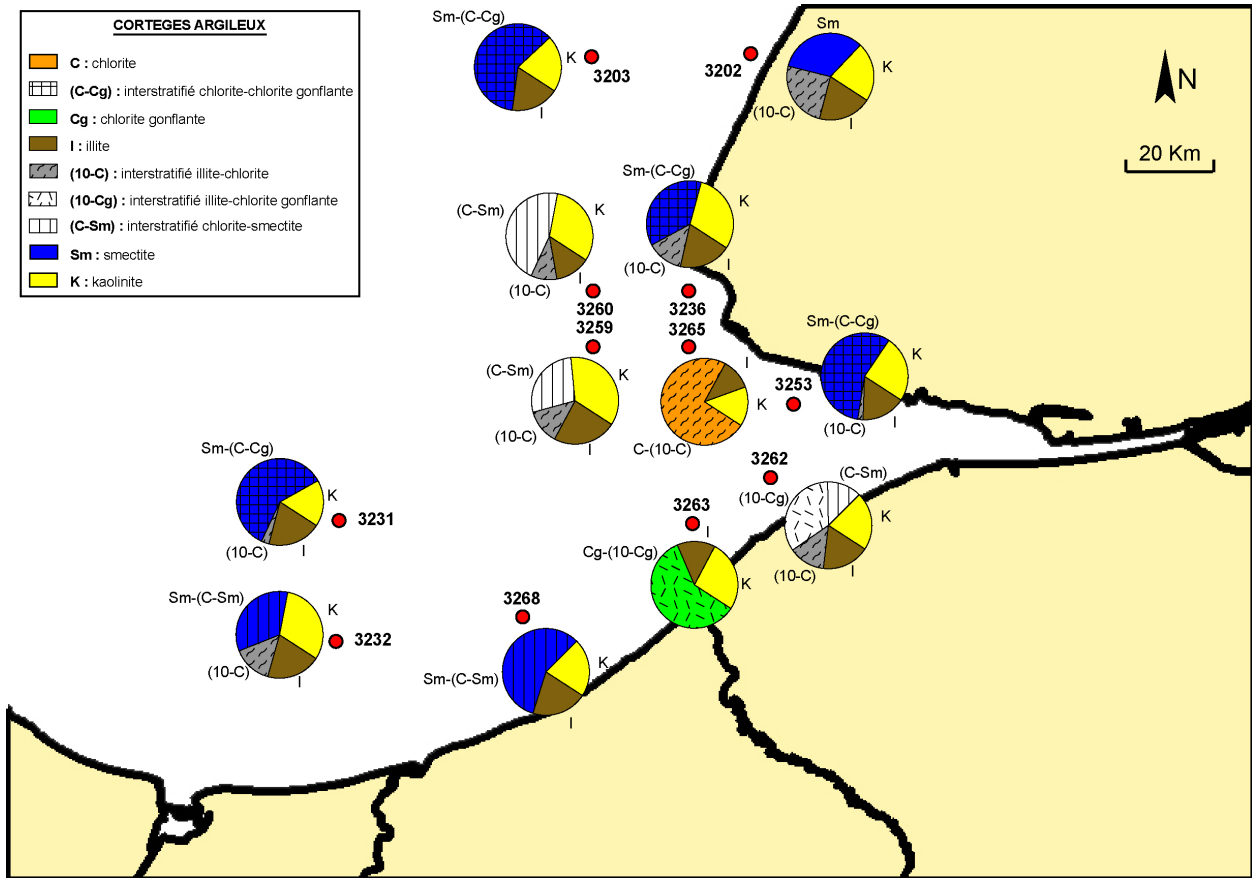 CORTEGES ARGILEUX
C : chlorite
(C-Cg) : interstratifié chlorite-chlorite gonflante
Cg : chlorite gonflante
I : illite
(10-C) : interstratifié illite-chlorite
(10-Cg) : interstratifié illite-chlorite gonflante
(C-Sm) : interstratifié chlorite-smectite
Sm : smectite
K : kaolinite
Sm-(C-Cg)
K
I
3203
3202
Sm
K
(10-C)
I
N
20 Km
(C-Sm)
K
(10-C)
I
3260
3259
Sm-(C-Cg)
K
(10-C)
I
3236
3265
(C-Sm)
K
(10-C)
I
I
K
C-(10-C)
3253
Sm-(C-Cg)
K
(10-C)
I
3262
(10-Cg)
(C-Sm)
K
(10-C)
I
3263
I
Cg-(10-Cg)
K
Sm-(C-Cg)
K
3231
(10-C)
I
Sm-(C-Sm)
K
3232
(10-C)
I
3268
K
Sm-(C-Sm)
I